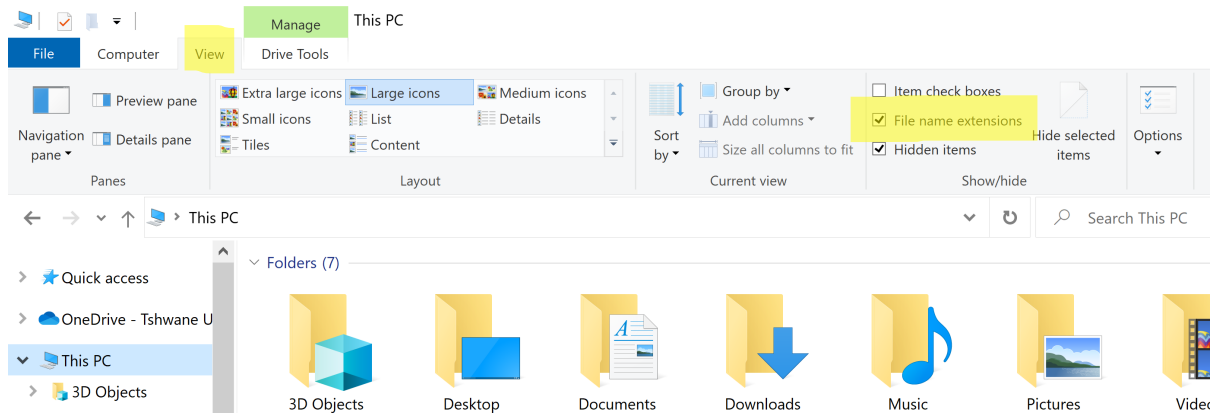 Manage
This PC
File
Computer
View
Drive Tools
Navigation
pane
Preview pane
Details pane
Panes
Extra large icons
Large icons
Medium icons
Small icons
List
Details
Tiles
Content
Layout
Sort
by
Group by
Add columns
Size all columns to fit
Current view
Item check boxes
File name extensions
Hidden items
Hide selected
items
Show/hide
Options
This PC
Search This PC
Quick access
OneDrive - Tshwane U
This PC
3D Objects
Folders (7)
3D Objects
Desktop
Documents
Downloads
Music
Pictures
Video